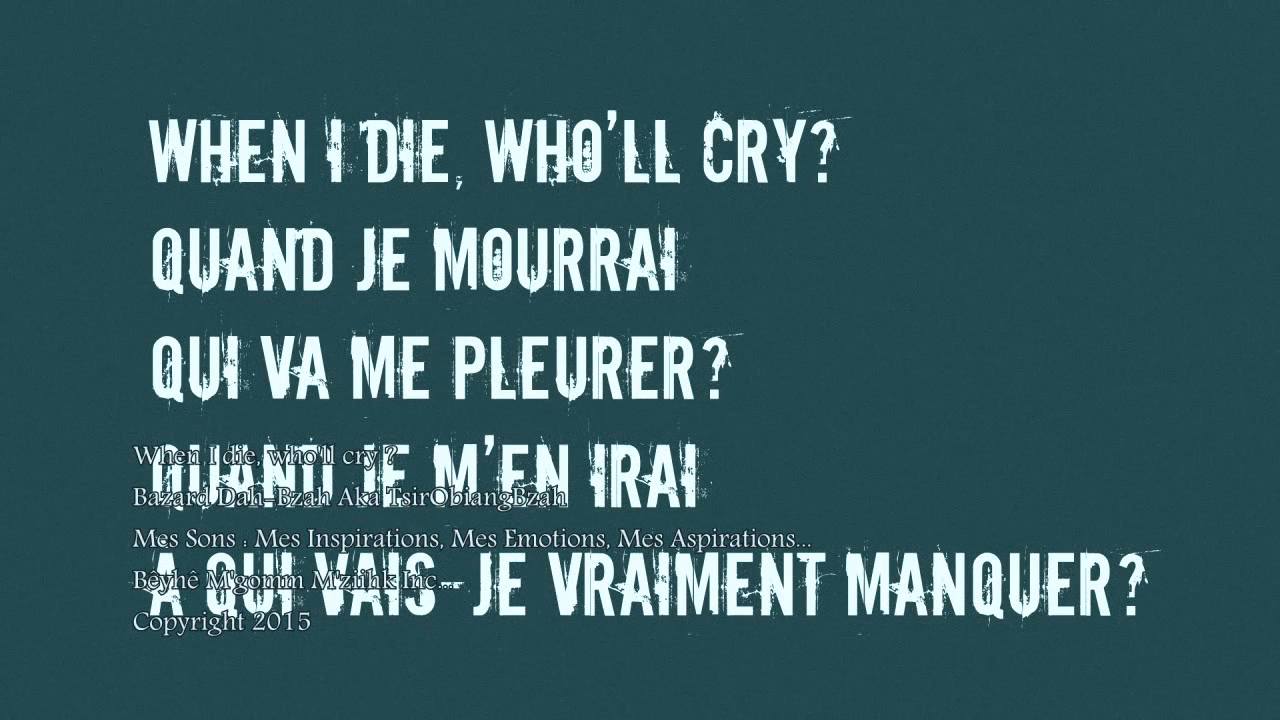 WHEN I DIE, WHO'LL CRY?
QUAND JE MOURRAI
QUI VA ME PLEURER?
QUAND JE M'EN IRAI
A QUI VAIS-JE VRAIMENT MANQUER?
When I die, who'll cry ?
Bazard Dah-Bzah Aka TsirObiangBzah
Mes Sons : Mes Inspirations, Mes Emotions, Mes Aspirations...
Bëyhê M'gomm M'ziihk Inc...
Copyright 2015